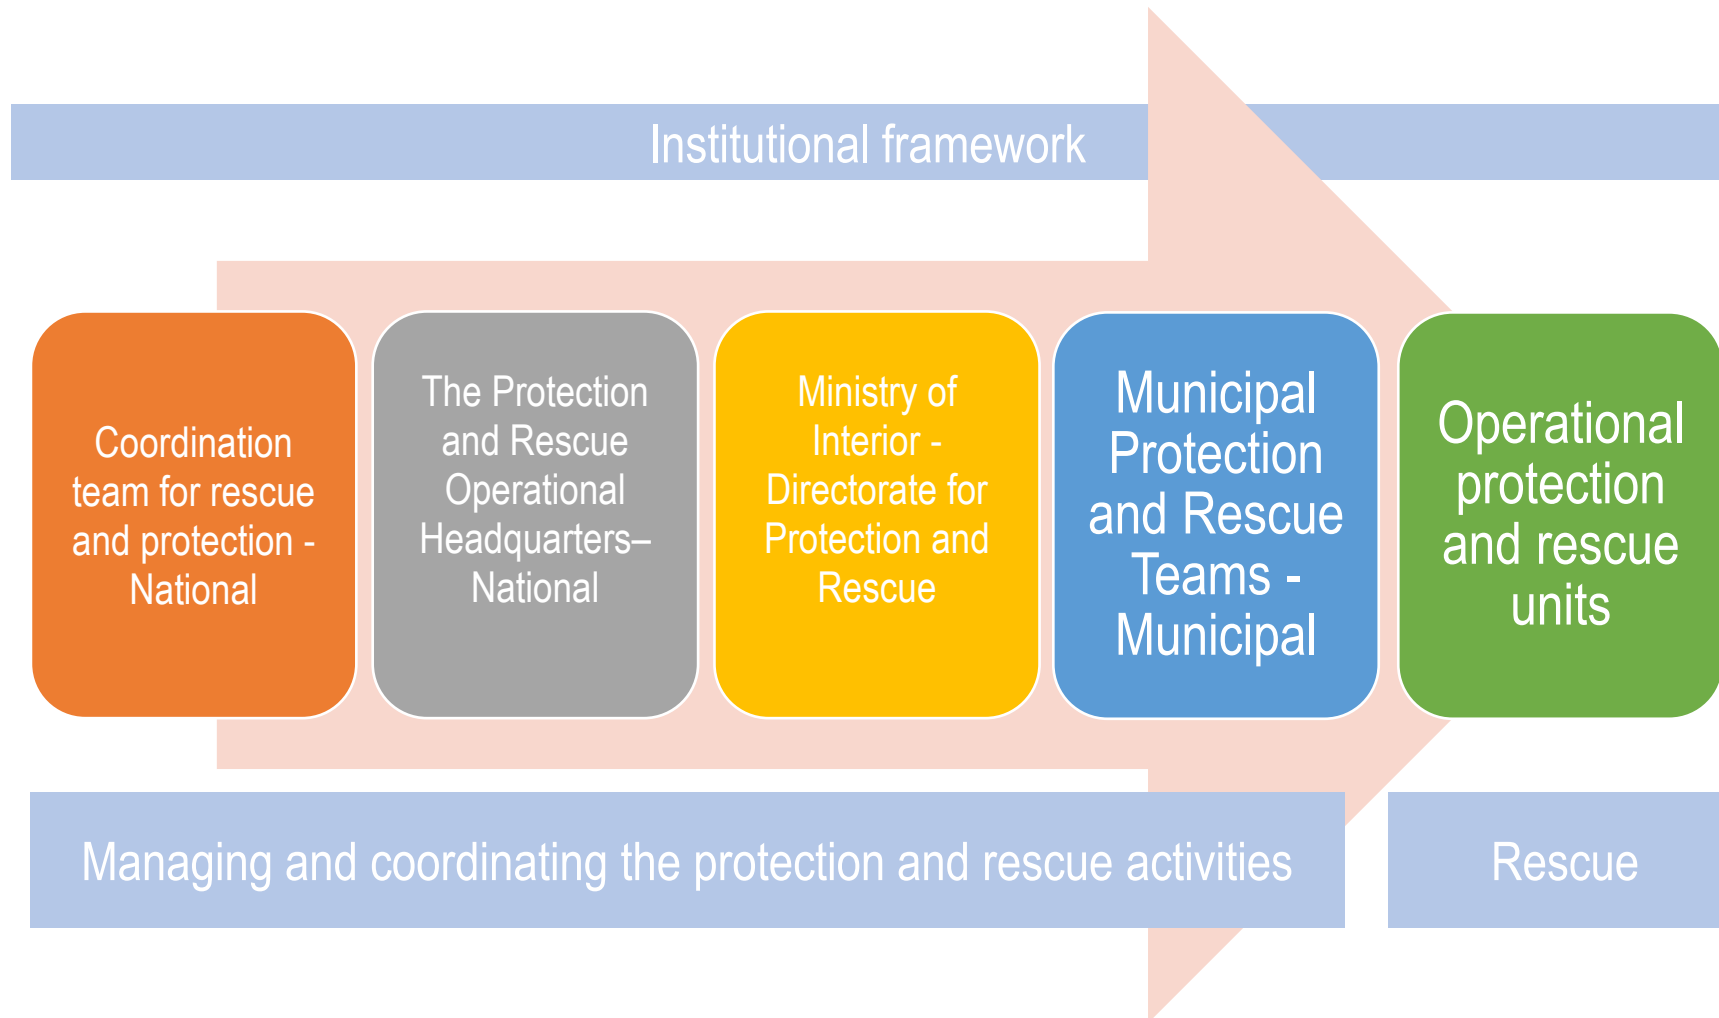 Institutional framework
Coordination
team for rescue
and protection -
National
The Protection
and Rescue
Operational
Headquarters–
National
Ministry of
Interior -
Directorate for
Protection and
Rescue
Municipal
Protection
and Rescue
Teams -
Municipal
Operational
protection
and rescue
units
Managing and coordinating the protection and rescue activities
Rescue